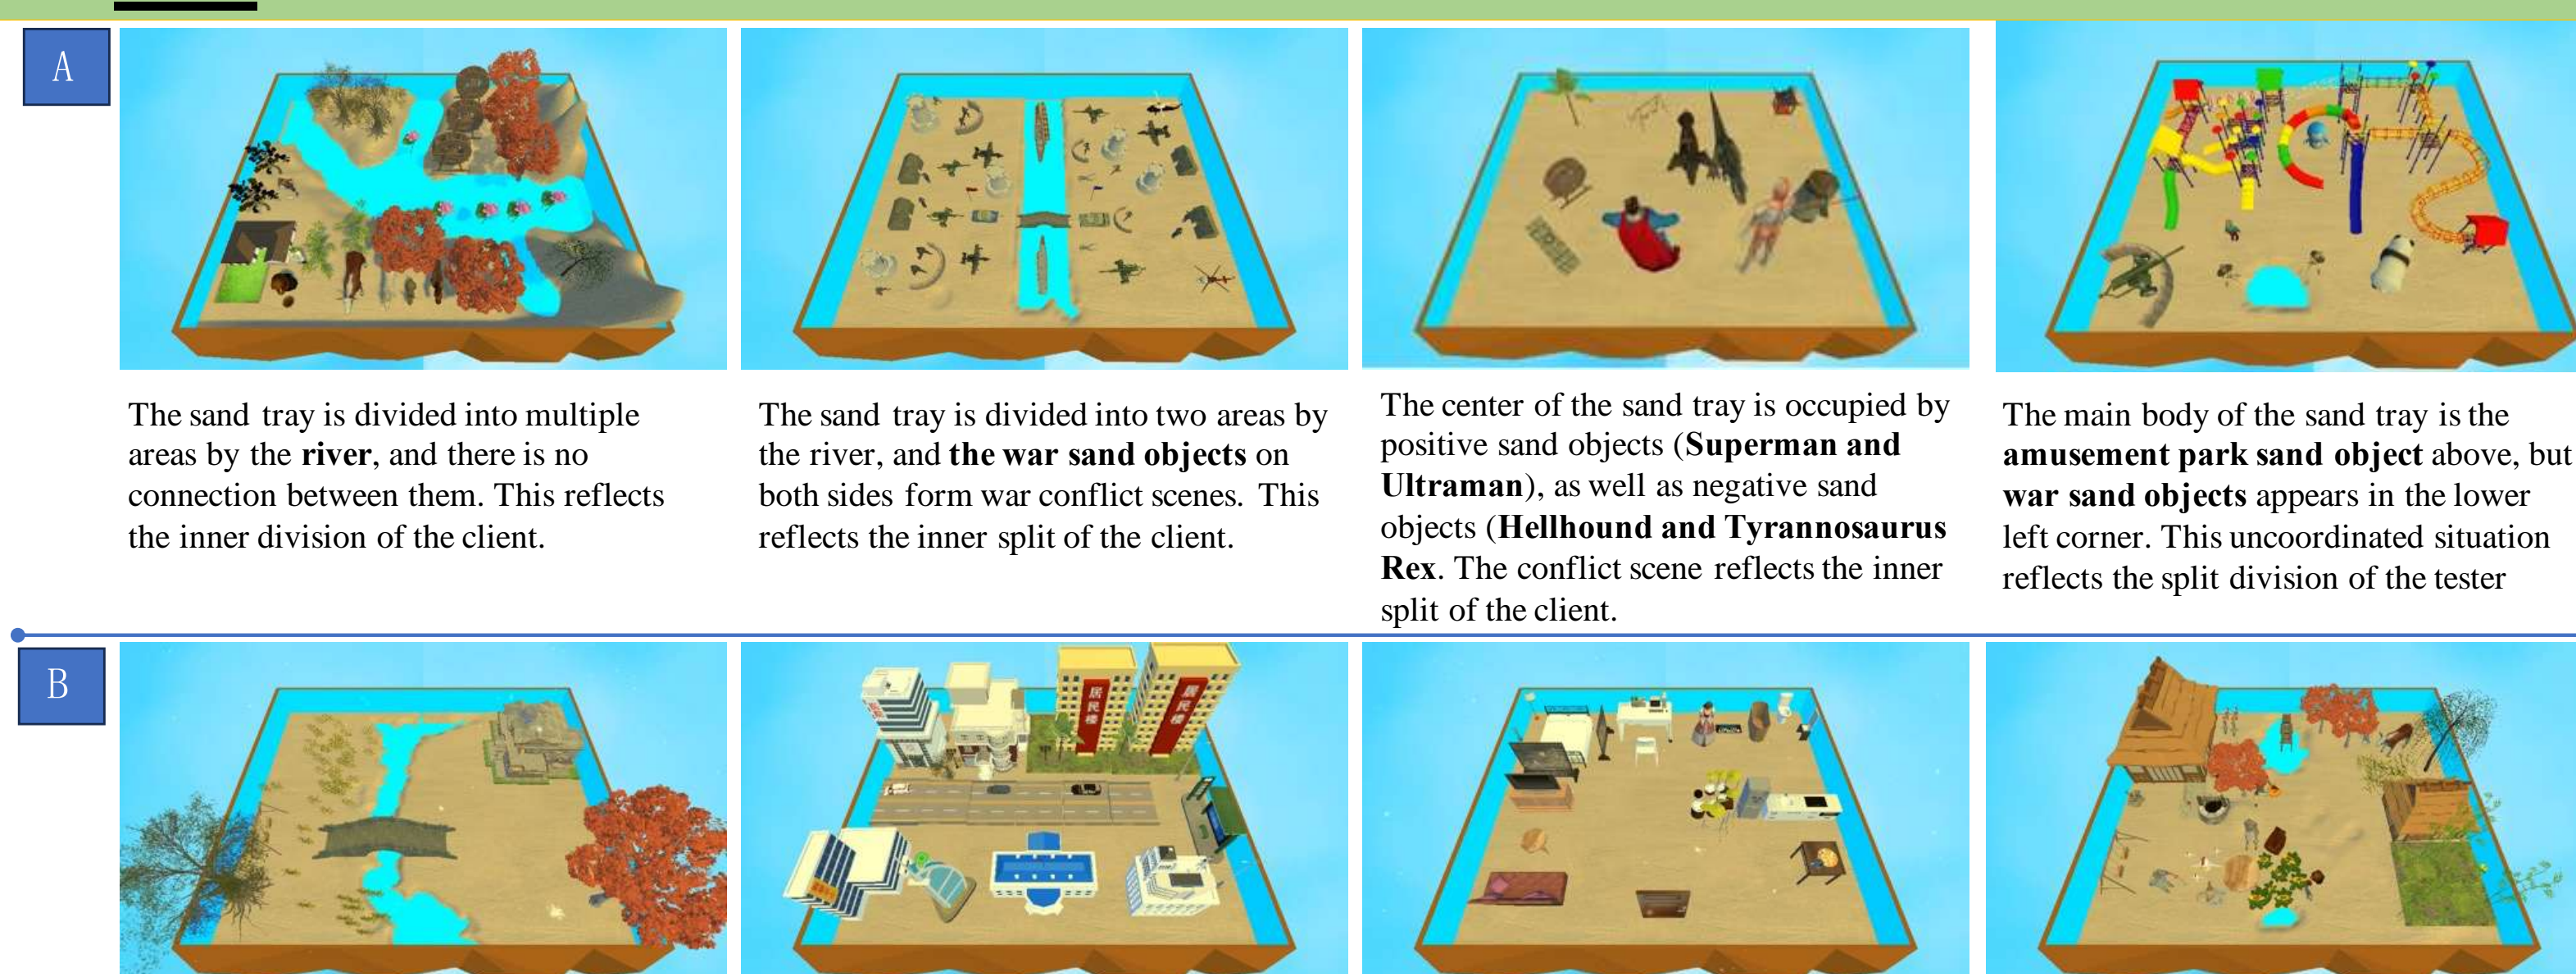 A
The sand tray is divided into multiple
areas by the river, and there is no
connection between them. This reflects
the inner division of the client.
The sand tray is divided into two areas by
the river, and the war sand objects on
both sides form war conflict scenes. This
reflects the inner split of the client.
The center of the sand tray is occupied by
positive sand objects (Superman and
Ultraman), as well as negative sand
objects (Hellhound and Tyrannosaurus
Rex. The conflict scene reflects the inner
split of the client.
The main body of the sand tray is the
amusement park sand object above, but
war sand objects appears in the lower
left corner. This uncoordinated situation
reflects the split division of the tester
B
居民楼
居民楼